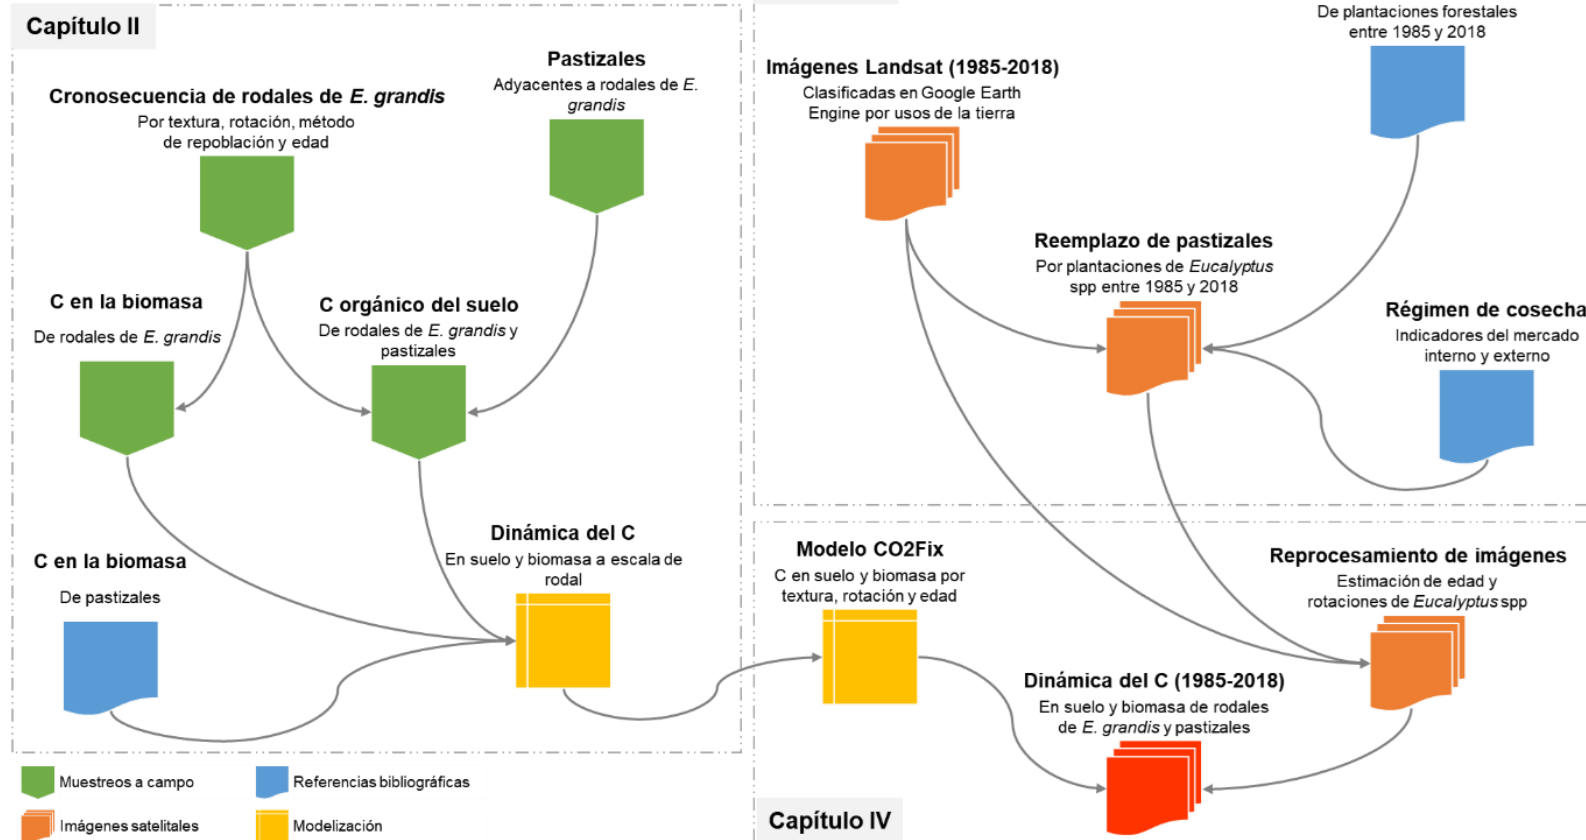 Capítulo II
Cronosecuencia de rodales de E. grandis
Por textura, rotación, método
de repoblación y edad
Pastizales
Adyacentes a rodales de E.
grandis
C en la biomasa
De rodales de E. grandis
C orgánico del suelo
De rodales de E. grandis y
pastizales
C en la biomasa
De pastizales
Dinámica del C
En suelo y biomasa a escala de
rodal
De plantaciones forestales
entre 1985 y 2018
Imágenes Landsat (1985-2018)
Clasificadas en Google Earth
Engine por usos de la tierra
Reemplazo de pastizales
Por plantaciones de Eucalyptus
spp entre 1985 y 2018
Régimen de cosecha
Indicadores del mercado
interno y externo
Modelo CO2Fix
C en suelo y biomasa por
textura, rotación y edad
Reprocesamiento de imágenes
Estimación de edad y
rotaciones de Eucalyptus spp
Dinámica del C (1985-2018)
En suelo y biomasa de rodales
de E. grandis y pastizales
Capítulo IV
Muestreos a campo
Referencias bibliográficas
Imágenes satelitales
Modelización